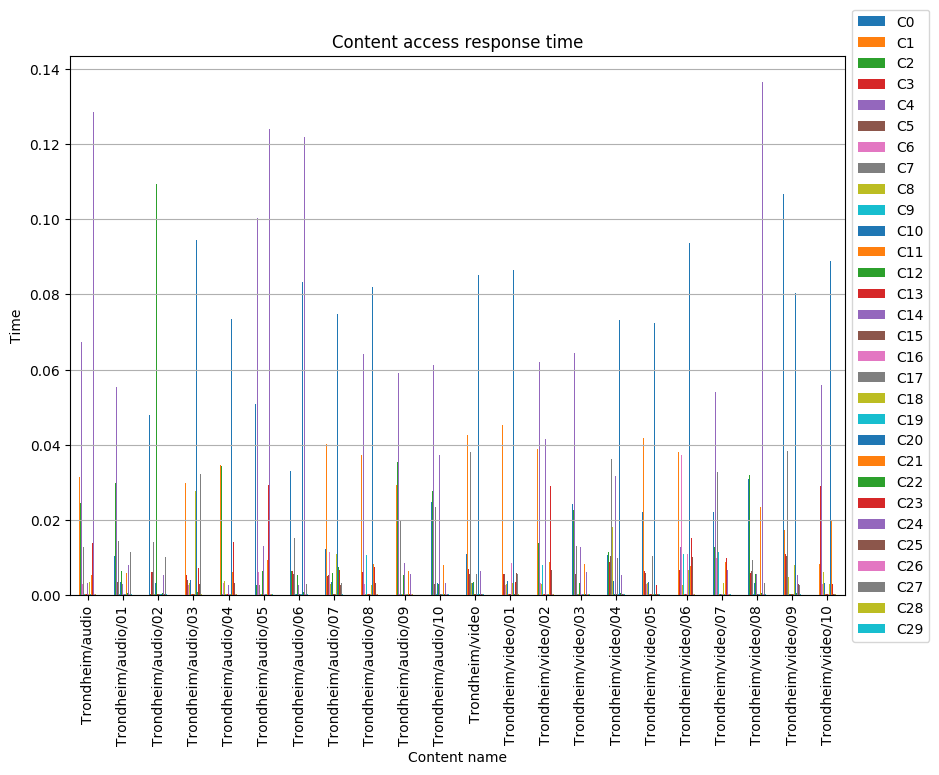 Content access response time
Time
0.14
0.12
0.10
0.08
0.06
0.04
0.02
0.00
Trondheim/audio
Trondheim/audio/01
Trondheim/audio/02
Trondheim/audio/03
Trondheim/audio/04
Trondheim/audio/05
Trondheim/audio/06
Trondheim/audio/07
Trondheim/audio/08
Trondheim/audio/09
Trondheim/audio/10
Trondheim/video
Trondheim/video/01
Trondheim/video/02
Trondheim/video/03
Trondheim/video/04
Trondheim/video/05
Trondheim/video/06
Trondheim/video/07
Trondheim/video/08
Trondheim/video/09
Trondheim/video/10
Content name
C0
C1
C2
C3
C4
C5
C6
C7
C8
C9
C10
C11
C12
C13
C14
C15
C16
C17
C18
C19
C20
C21
C22
C23
C24
C25
C26
C27
C28
C29